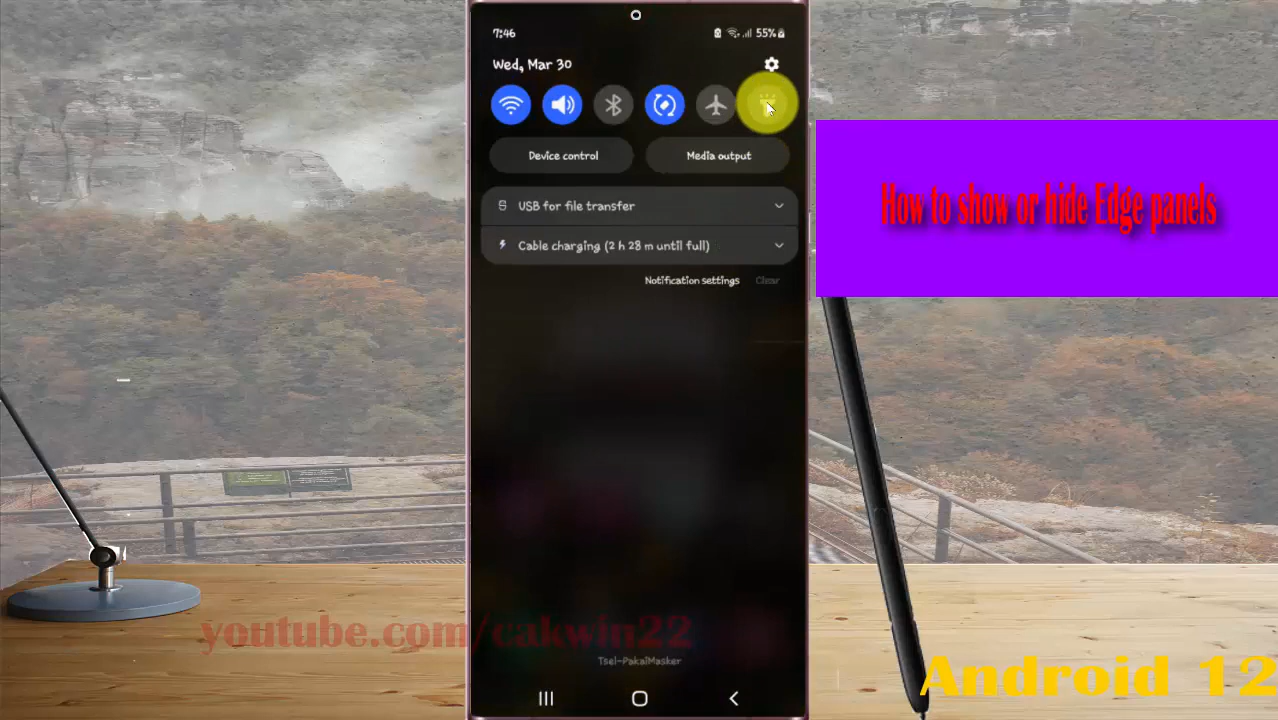 7:46
55%
Wed, Mar 30
Device control
Media output
USB for file transfer
Cable charging (2 h 28 m until full)
Notification settings
Clear
How to show or hide Edge panels
youtube.com/cakwin22
Tsel-PakaiMasker
Android 12